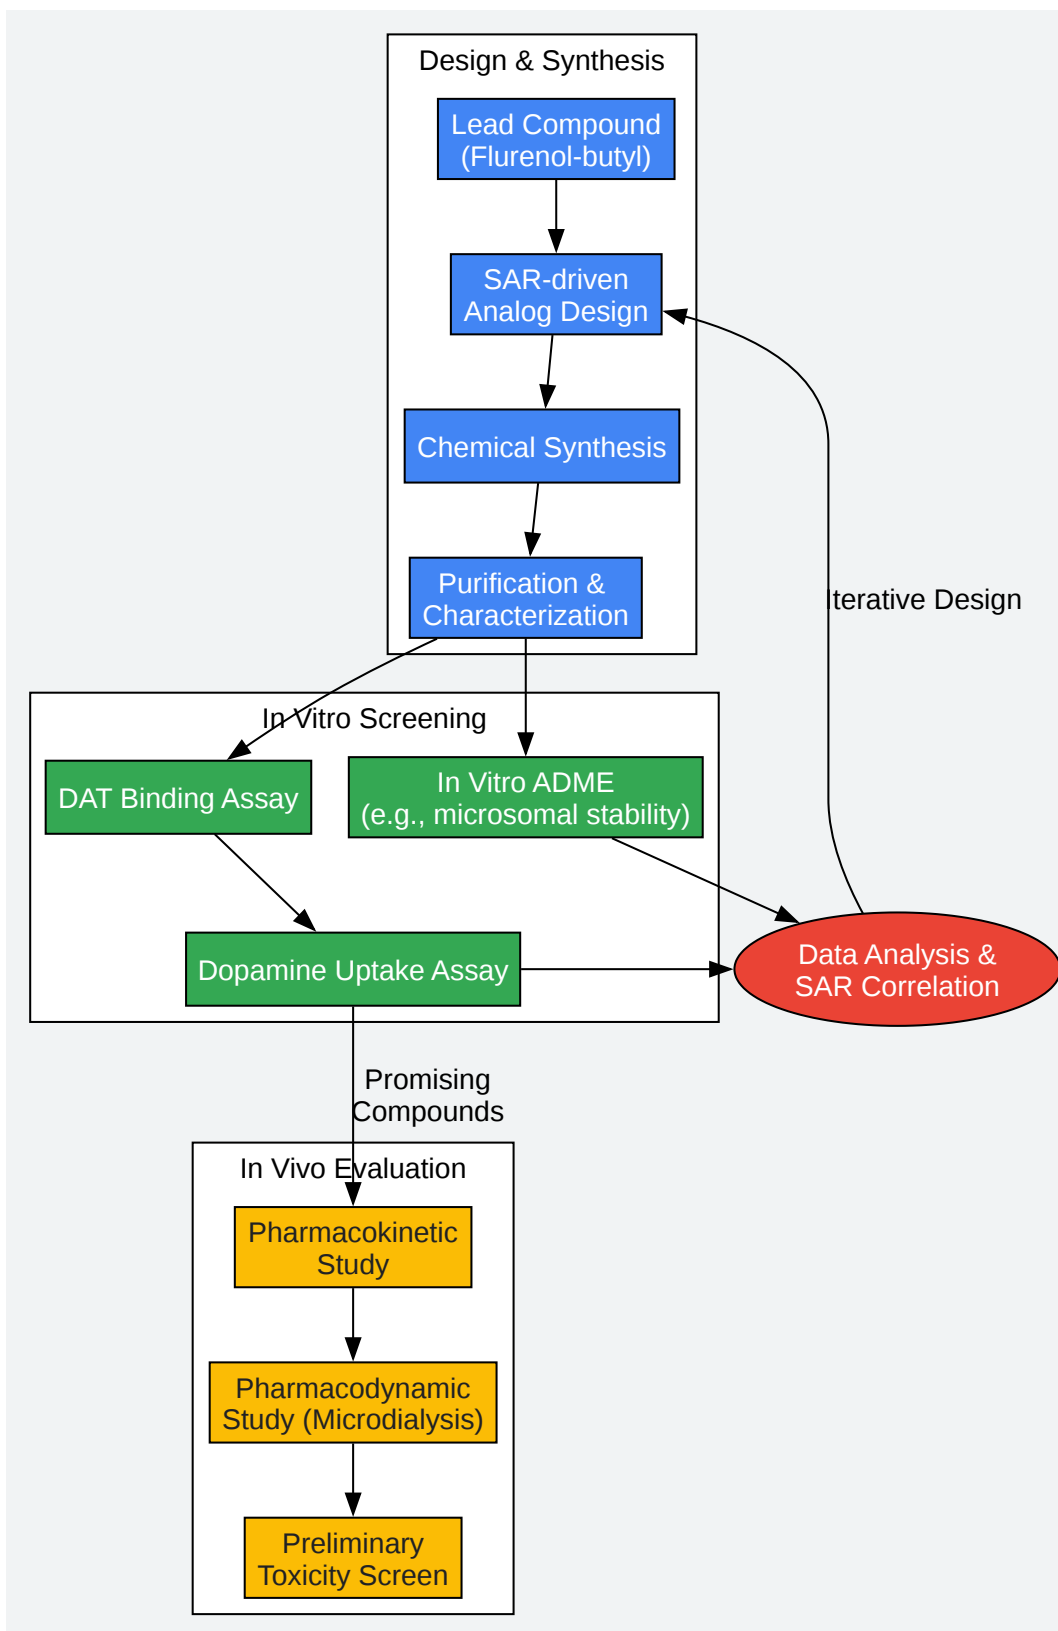 Design & Synthesis
Lead Compound
(Flurenol-butyl)
SAR-driven
Analog Design
Chemical Synthesis
Purification &
Characterization
Iterative Design
In Vitro Screening
DAT Binding Assay
In Vitro ADME
(e.g., microsomal stability)
Dopamine Uptake Assay
Data Analysis &
SAR Correlation
Promising
Compounds
In Vivo Evaluation
Pharmacokinetic
Study
Pharmacodynamic
Study (Microdialysis)
Preliminary
Toxicity Screen